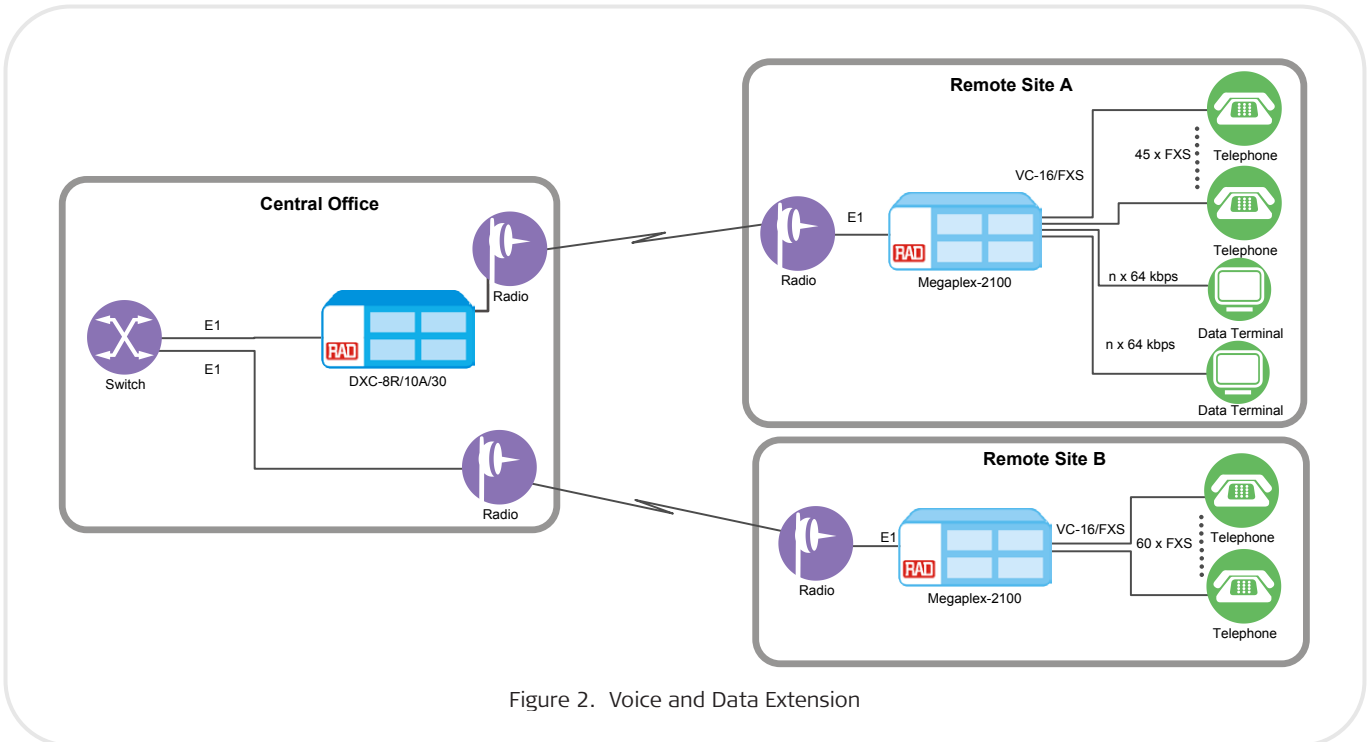 Central Office
Switch
E1
E1
RAD
DXC-8R/10A/30
Radio
Radio
Remote Site A
Radio
E1
RAD
Megaplex-2100
VC-16/FXS
45 x FXS
Telephone
Telephone
n x 64 kbps
Data Terminal
n x 64 kbps
Data Terminal
Remote Site B
Radio
E1
RAD
Megaplex-2100
VC-16/FXS
60 x FXS
Telephone
Telephone
Figure 2. Voice and Data Extension